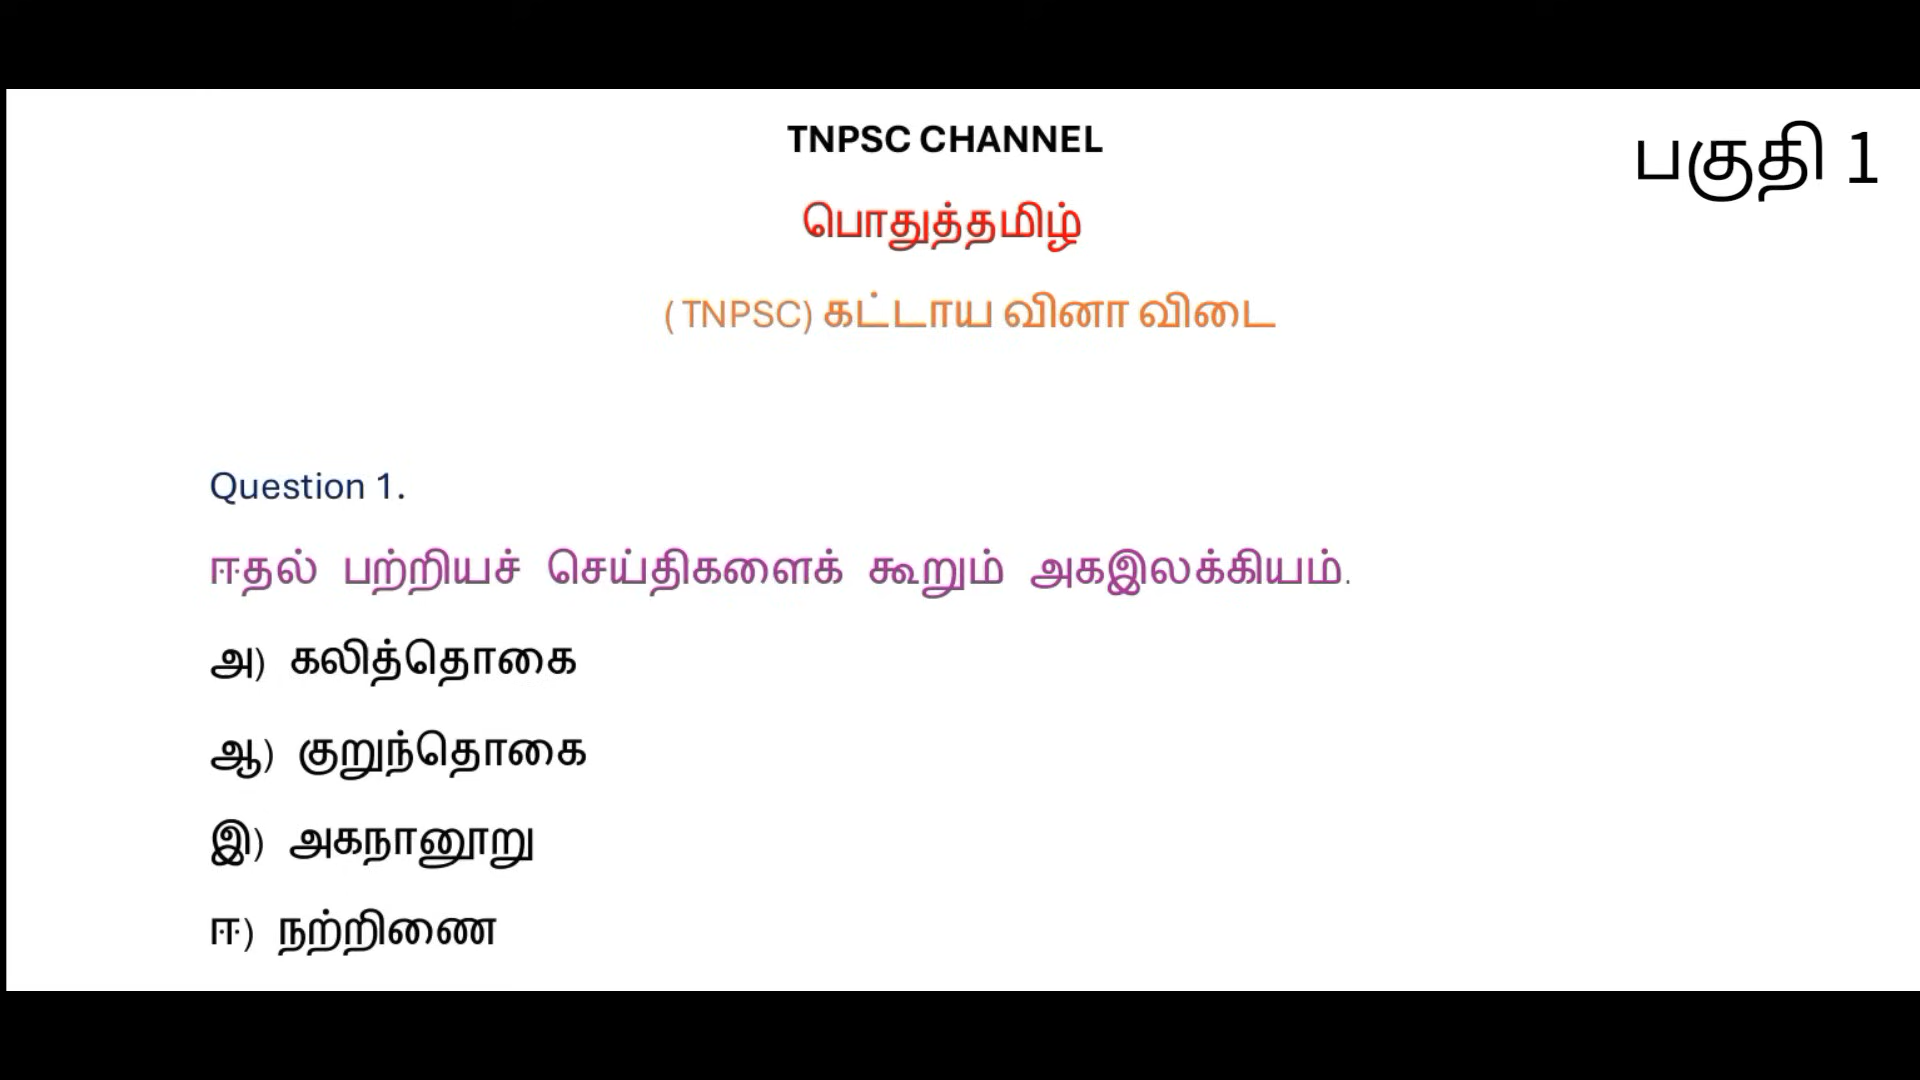 TNPSC CHANNEL
பகுதி 1
பொதுத்தமிழ்
( TNPSC) கட்டாய வினா விடை
Question 1.
ஈதல் பற்றியச் செய்திகளைக் கூறும் அகஇலக்கியம்.
அ) கலித்தொகை
ஆ) குறுந்தொகை
இ) அகநானூறு
ஈ) நற்றிணை